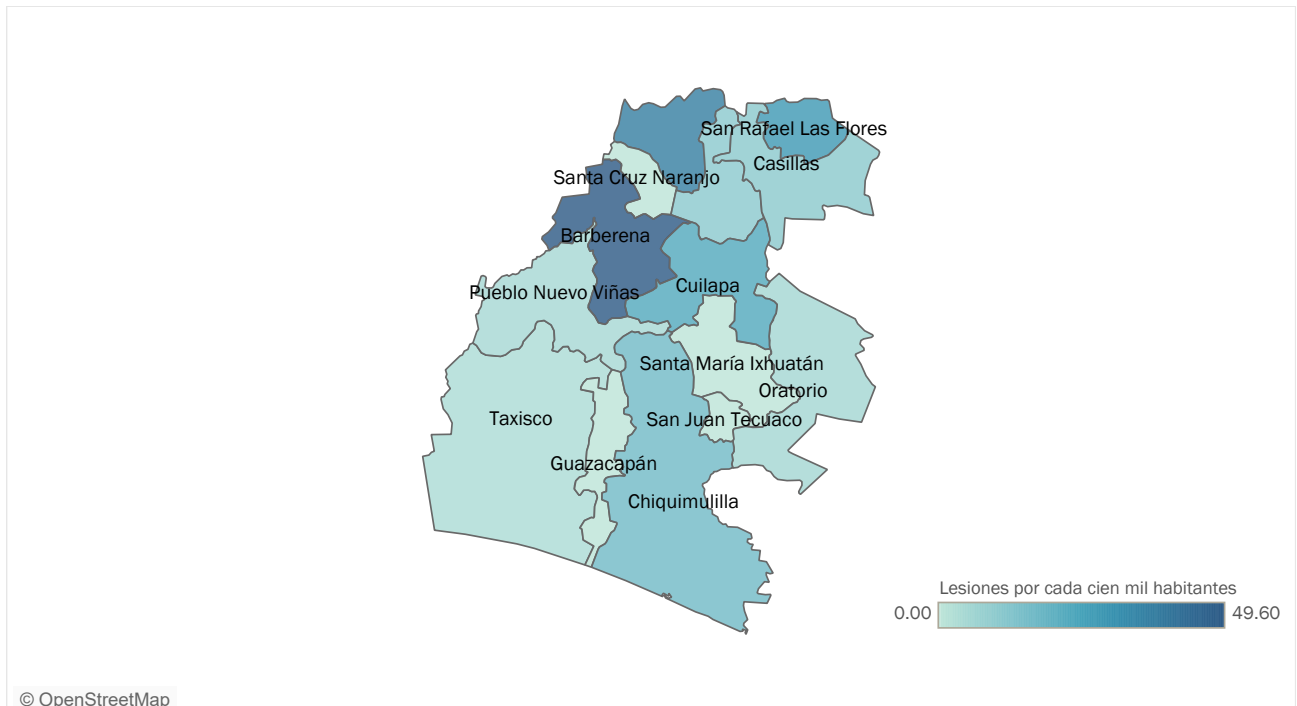 San Rafael Las Flores
Casillas
Santa Cruz Naranjo
Barberena
Cuilapa
Pueblo Nuevo Viñas
Santa María Ixhuatán
Oratorio
Taxisco
San Juan Tecuaco
Guazacapán
Chiquimulilla
Lesiones por cada cien mil habitantes
0.00
49.60
© OpenStreetMap